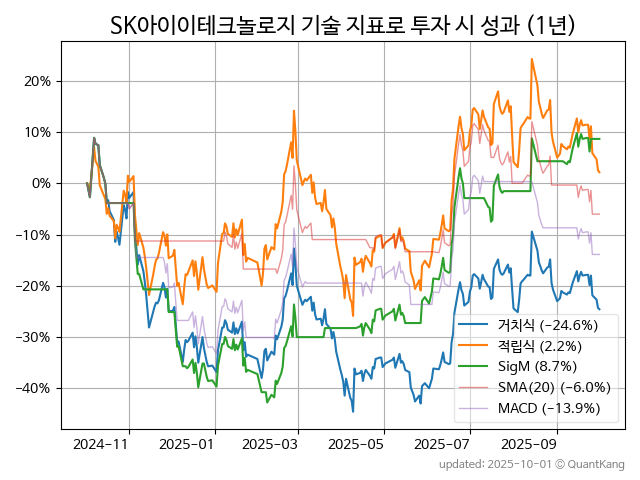 SK아이이테크놀로지 기술 지표로 투자 시 성과 (1년)
20%
10%
0%
−10%
−20%
−30%
−40%
거치식 (−24.6%)
적립식 (2.2%)
SigM (8.7%)
SMA(20) (−6.0%)
MACD (−13.9%)
2024-11
2025-01
2025-03
2025-05
2025-07
2025-09
updated: 2025-10-01 © QuantKang